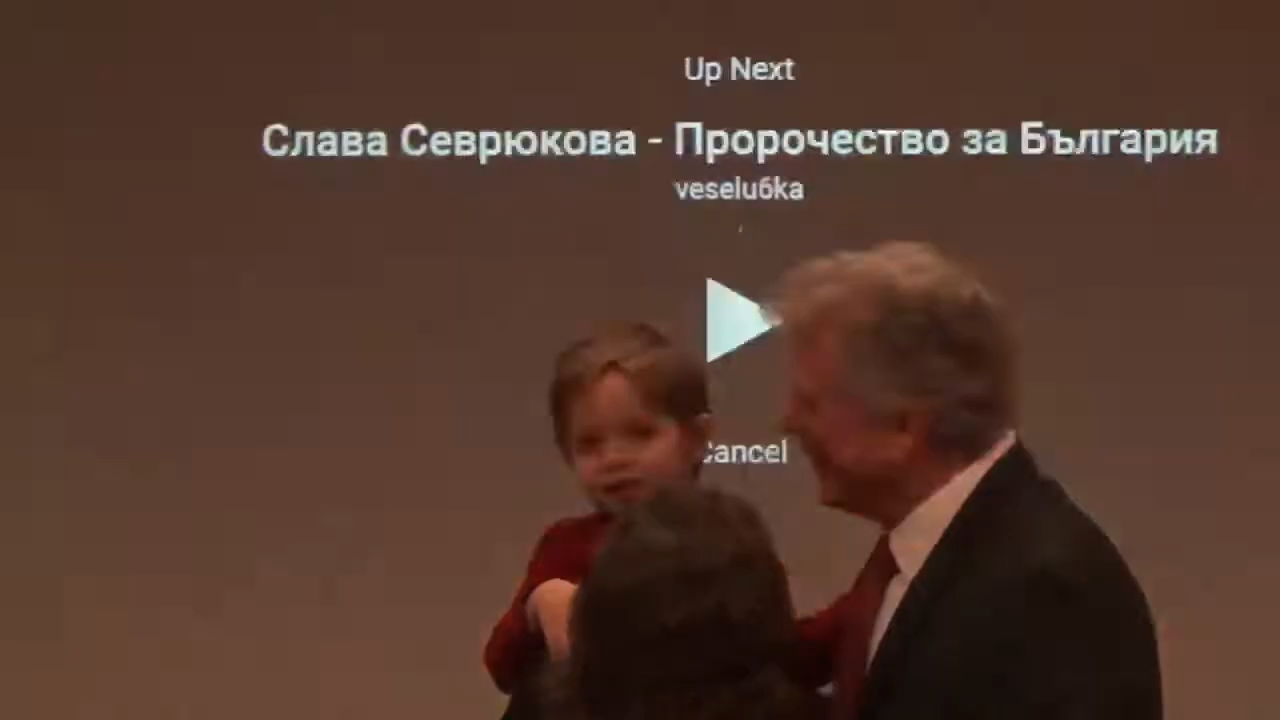 Up Next
Слава Севрюкова - Пророчество за България
veselu6ka
Cancel